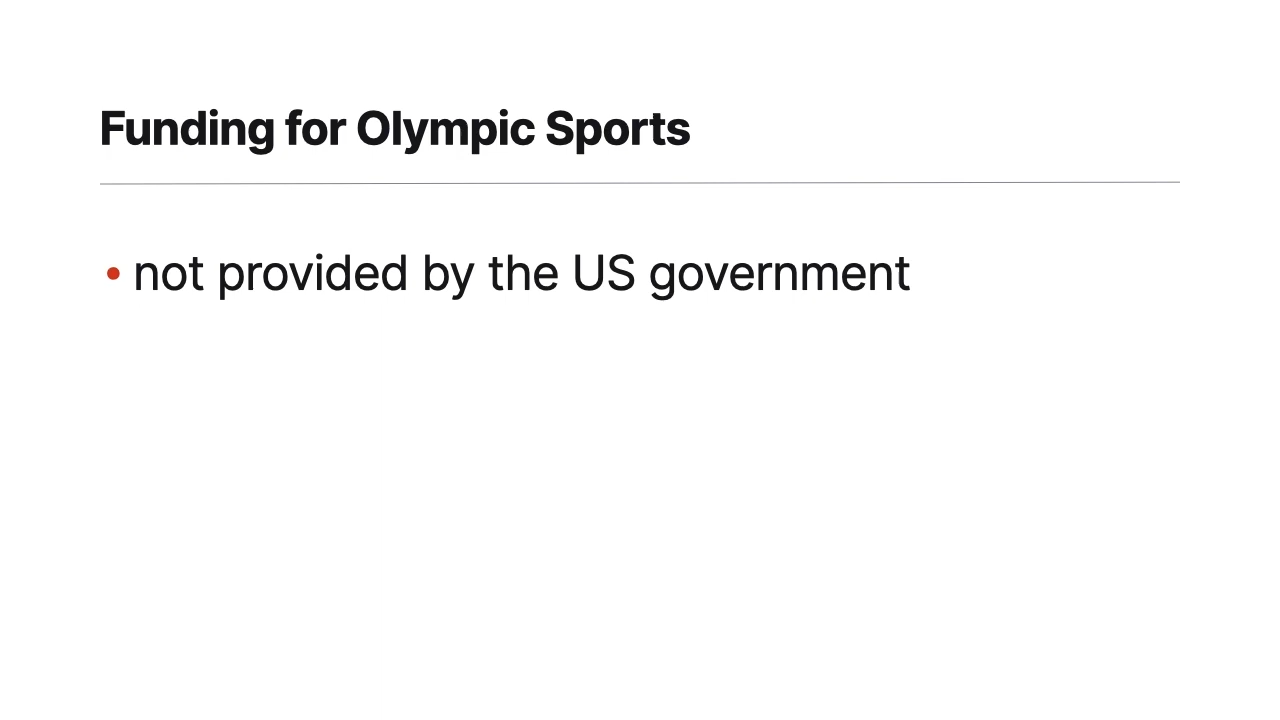 Funding for Olympic Sports
• not provided by the US government